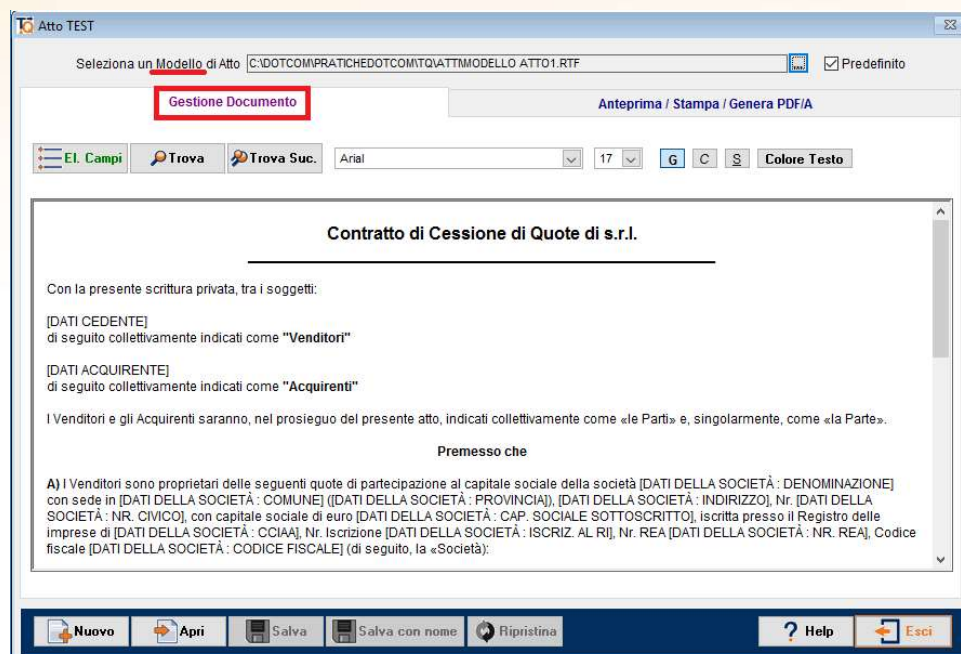 Atto TEST
Seleziona un Modello di Atto C:\DOTCOM\PRATICHEDOTCOM\TQ\ATTI\MODELLO ATTO1.RTF ... Predefinito
Gestione Documento Anteprima / Stampa / Genera PDF/A
El. Campi Trova Trova Suc. Arial 17 G C S Colore Testo
Contratto di Cessione di Quote di s.r.l.
Con la presente scrittura privata, tra i soggetti:
[DATI CEDENTE]
di seguito collettivamente indicati come "Venditori"
[DATI ACQUIRENTE]
di seguito collettivamente indicati come "Acquirenti"
I Venditori e gli Acquirenti saranno, nel prosieguo del presente atto, indicati collettivamente come «le Parti» e, singolarmente, come «la Parte».
Premesso che
A) I Venditori sono proprietari delle seguenti quote di partecipazione al capitale sociale della società [DATI DELLA SOCIETÀ : DENOMINAZIONE]
con sede in [DATI DELLA SOCIETÀ : COMUNE] ([DATI DELLA SOCIETÀ : PROVINCIA]), [DATI DELLA SOCIETÀ : INDIRIZZO], Nr. [DATI DELLA
SOCIETÀ : NR. CIVICO], con capitale sociale di euro [DATI DELLA SOCIETÀ : CAP. SOCIALE SOTTOSCRITTO], iscritta presso il Registro delle
imprese di [DATI DELLA SOCIETÀ : CCIAA], Nr. Iscrizione [DATI DELLA SOCIETÀ : ISCRIZ. AL RI], Nr. REA [DATI DELLA SOCIETÀ : NR. REA], Codice
fiscale [DATI DELLA SOCIETÀ : CODICE FISCALE] (di seguito, la «Società):
Nuovo Apri Salva Salva con nome Ripristina ? Help Esci